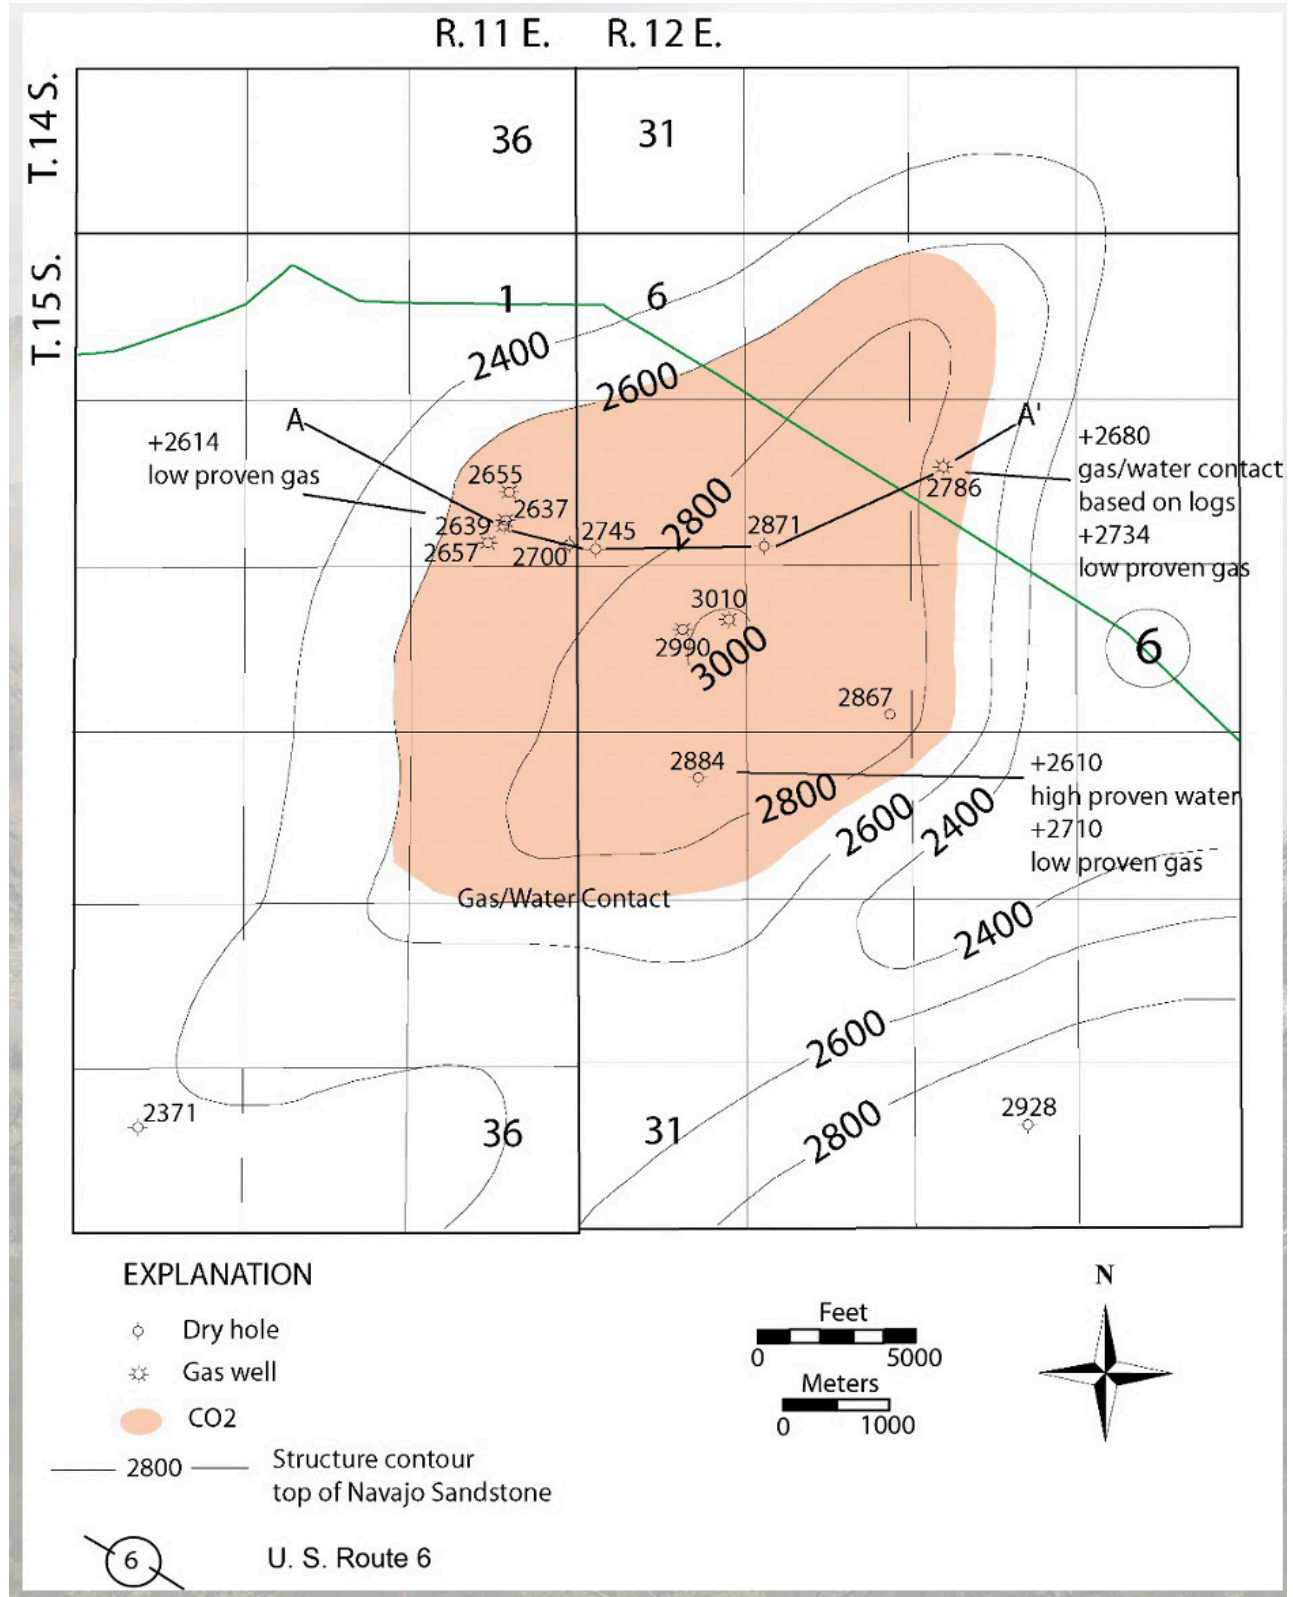 R. 11 E.
R. 12 E.
T. 14 S.
36
31
T. 15 S.
1
6
2400
2600
A
A'
+2614
low proven gas
+2680
gas/water contact
based on logs
+2734
low proven gas
2655
2637
2639
2657
2700
2745
2800
2871
2786
3010
2990
3000
6
2867
2884
+2610
high proven water
+2710
low proven gas
2800
2600
2400
Gas/Water Contact
2400
2600
2371
36
31
2800
2928
EXPLANATION
Dry hole
Gas well
CO2
2800
Structure contour
top of Navajo Sandstone
6
U. S. Route 6
Feet
0
5000
Meters
0
1000
N